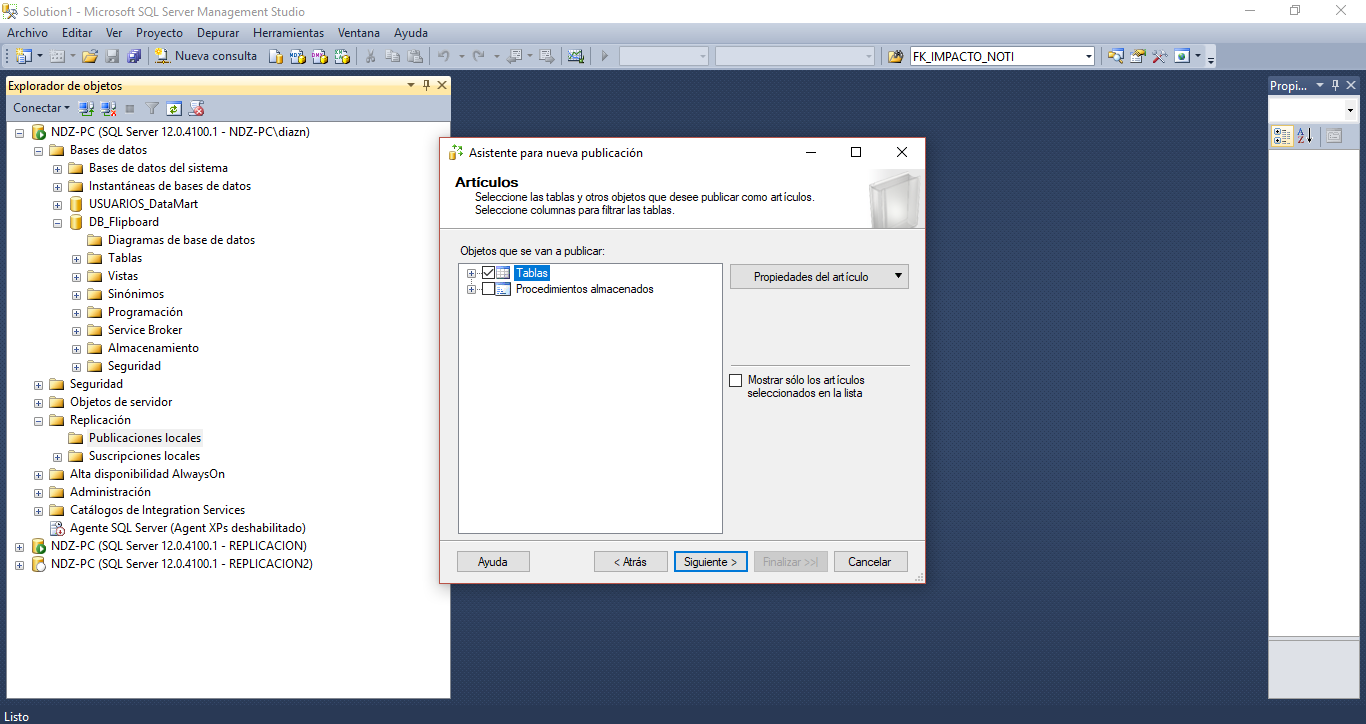 Solution1 - Microsoft SQL Server Management Studio
Archivo Editar Ver Proyecto Depurar Herramientas Ventana Ayuda
Nueva consulta FK_IMPACTO_NOTI
Explorador de objetos
Conectar
NDZ-PC (SQL Server 12.0.4100.1 - NDZ-PC\diazn)
Bases de datos
Bases de datos del sistema
Instantáneas de bases de datos
USUARIOS_DataMart
DB_Flipboard
Diagramas de base de datos
Tablas
Vistas
Sinónimos
Programación
Service Broker
Almacenamiento
Seguridad
Seguridad
Objetos de servidor
Replicación
Publicaciones locales
Suscripciones locales
Alta disponibilidad AlwaysOn
Administración
Catálogos de Integration Services
Agente SQL Server (Agent XPs deshabilitado)
NDZ-PC (SQL Server 12.0.4100.1 - REPLICACION)
NDZ-PC (SQL Server 12.0.4100.1 - REPLICACION2)
Asistente para nueva publicación
Artículos
Seleccione las tablas y otros objetos que desee publicar como artículos.
Seleccione columnas para filtrar las tablas.
Objetos que se van a publicar:
Tablas
Procedimientos almacenados
Propiedades del artículo
Mostrar sólo los artículos
seleccionados en la lista
Ayuda < Atrás Siguiente > Finalizar >>| Cancelar
Propi...
Listo